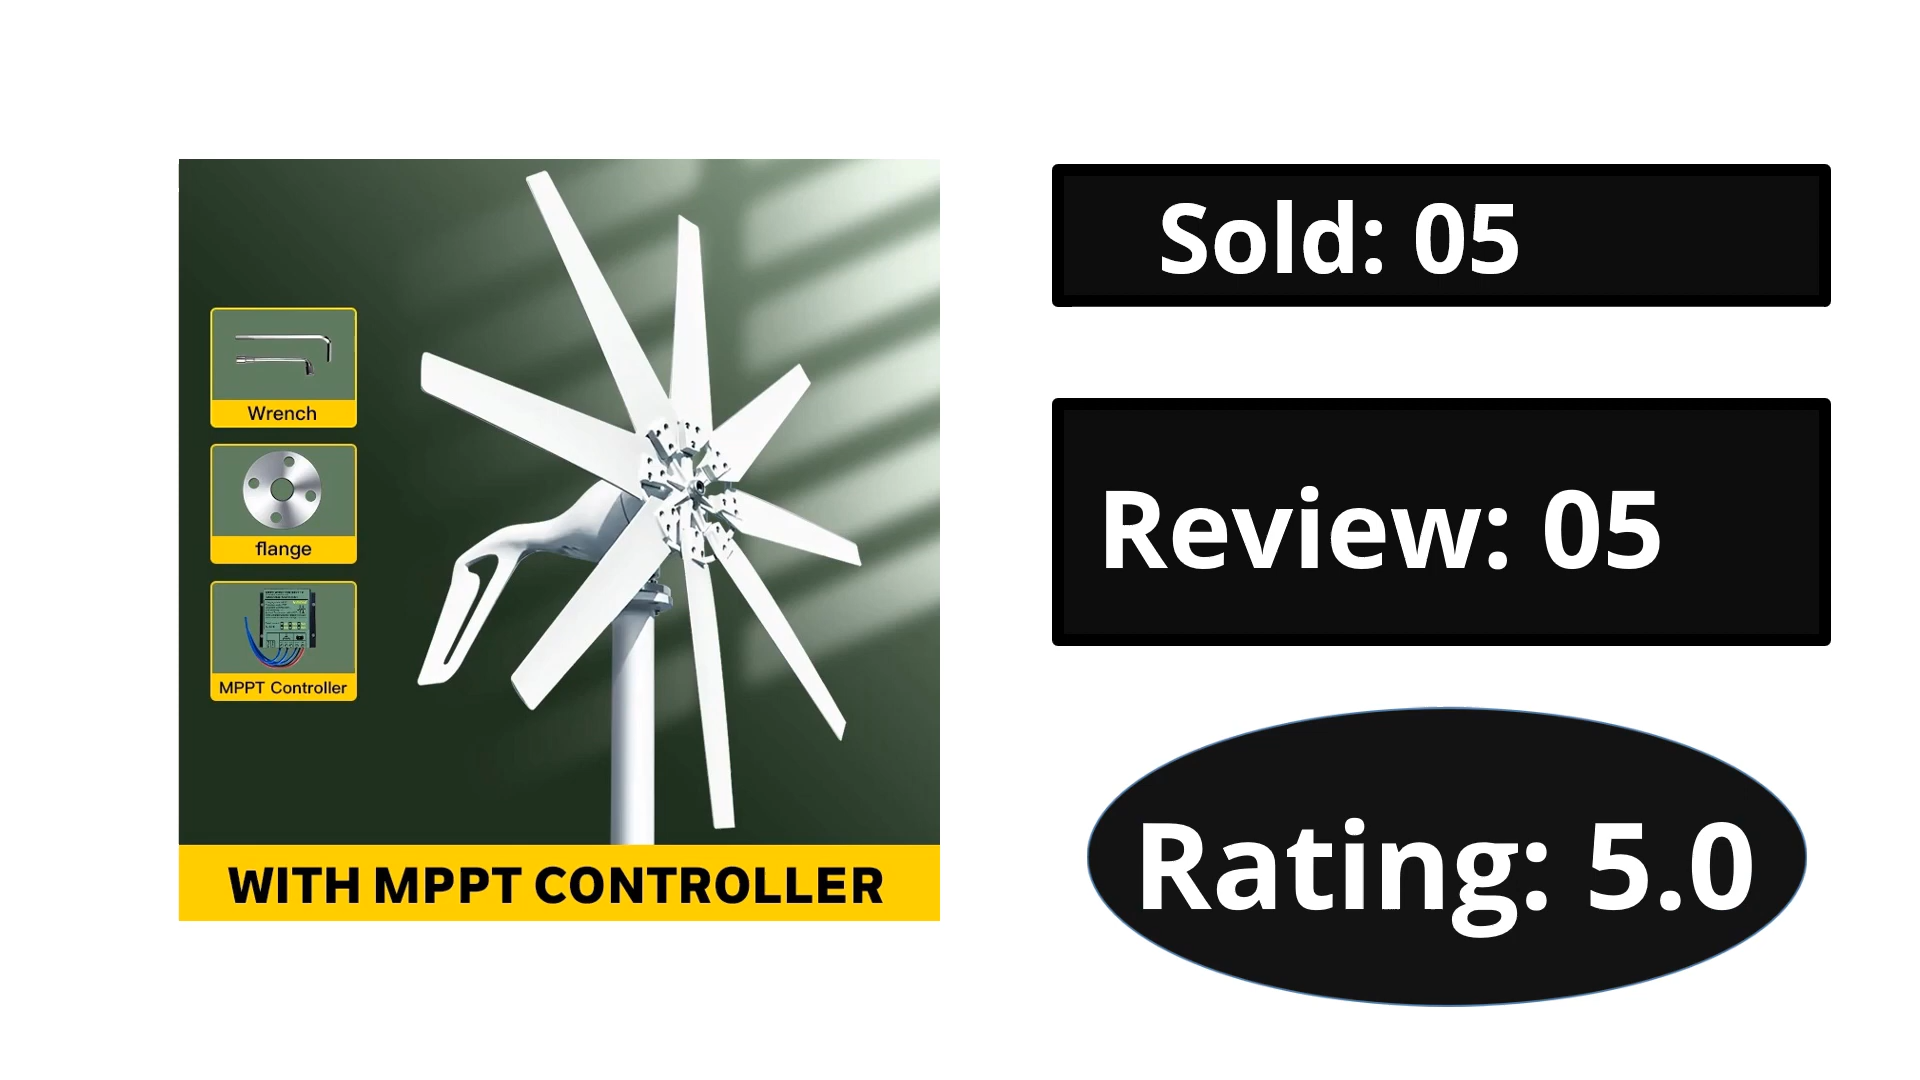 Wrench
flange
MPPT Controller
WITH MPPT CONTROLLER
Sold: 05
Review: 05
Rating: 5.0